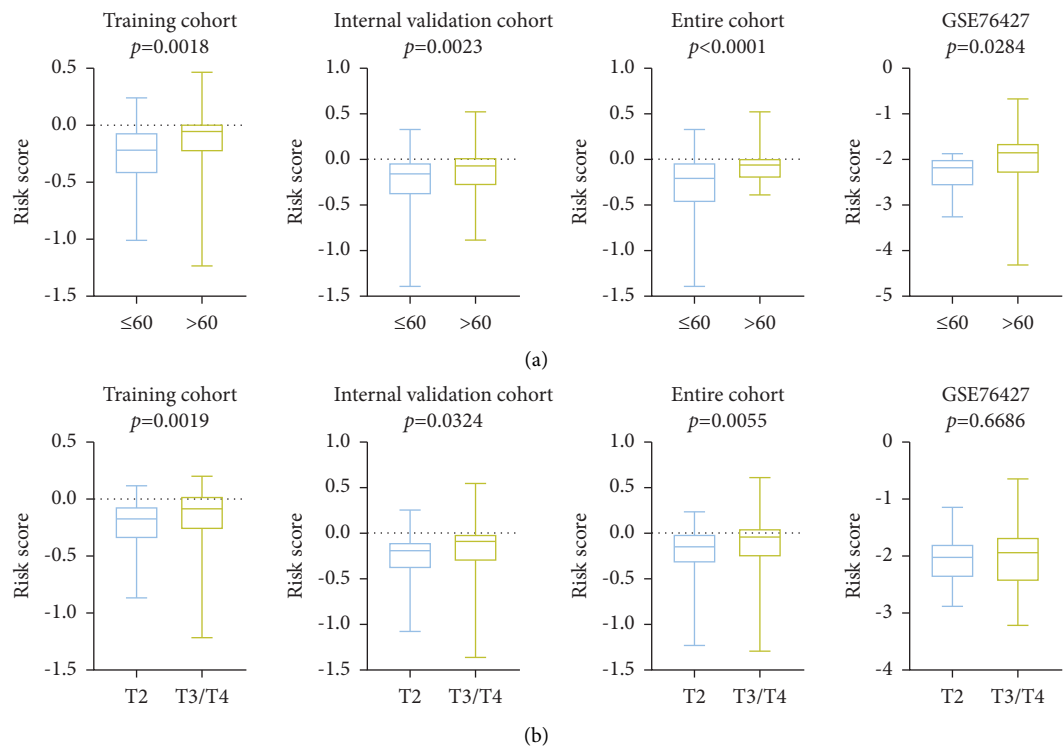 Training cohort
p=0.0018
0.5
0.0
-0.5
-1.0
-1.5
Risk score
≤60 >60
Internal validation cohort
p=0.0023
1.0
0.5
0.0
-0.5
-1.0
-1.5
Risk score
≤60 >60
Entire cohort
p<0.0001
1.0
0.5
0.0
-0.5
-1.0
-1.5
Risk score
≤60 >60
GSE76427
p=0.0284
0
-1
-2
-3
-4
-5
Risk score
≤60 >60
(a)
Training cohort
p=0.0019
0.5
0.0
-0.5
-1.0
-1.5
Risk score
T2 T3/T4
Internal validation cohort
p=0.0324
1.0
0.5
0.0
-0.5
-1.0
-1.5
Risk score
T2 T3/T4
Entire cohort
p=0.0055
1.0
0.5
0.0
-0.5
-1.0
-1.5
Risk score
T2 T3/T4
GSE76427
p=0.6686
0
-1
-2
-3
-4
Risk score
T2 T3/T4
(b)